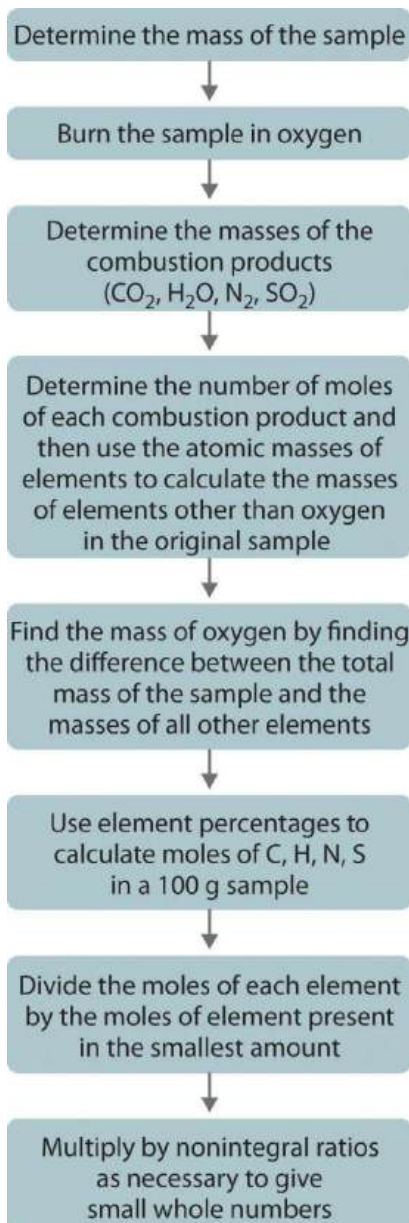 Determine the mass of the sample
Burn the sample in oxygen
Determine the masses of the
combustion products
(CO₂, H₂O, N₂, SO₂)
Determine the number of moles
of each combustion product and
then use the atomic masses of
elements to calculate the masses
of elements other than oxygen
in the original sample
Find the mass of oxygen by finding
the difference between the total
mass of the sample and the
masses of all other elements
Use element percentages to
calculate moles of C, H, N, S
in a 100 g sample
Divide the moles of each element
by the moles of element present
in the smallest amount
Multiply by nonintegral ratios
as necessary to give
small whole numbers